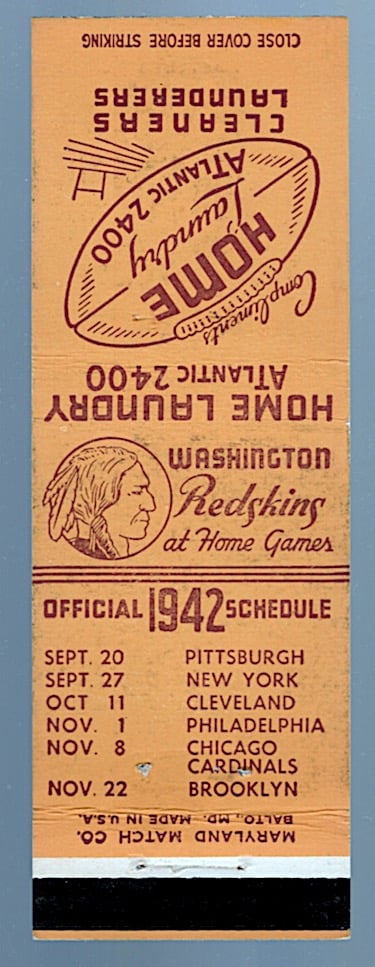 CLOSE COVER BEFORE STRIKING
CLEANERS
LAUNDERERS
ATLANTIC 2400
Laundry
HOME
Compliments
HOME LAUNDRY
ATLANTIC 2400
WASHINGTON
Redskins
at Home Games
OFFICIAL 1942 SCHEDULE
SEPT. 20 PITTSBURGH
SEPT. 27 NEW YORK
OCT 11 CLEVELAND
NOV. 1 PHILADELPHIA
NOV. 8 CHICAGO
CARDINALS
NOV. 22 BROOKLYN
MARYLAND MATCH CO.
BALTO., MD. MADE IN U.S.A.